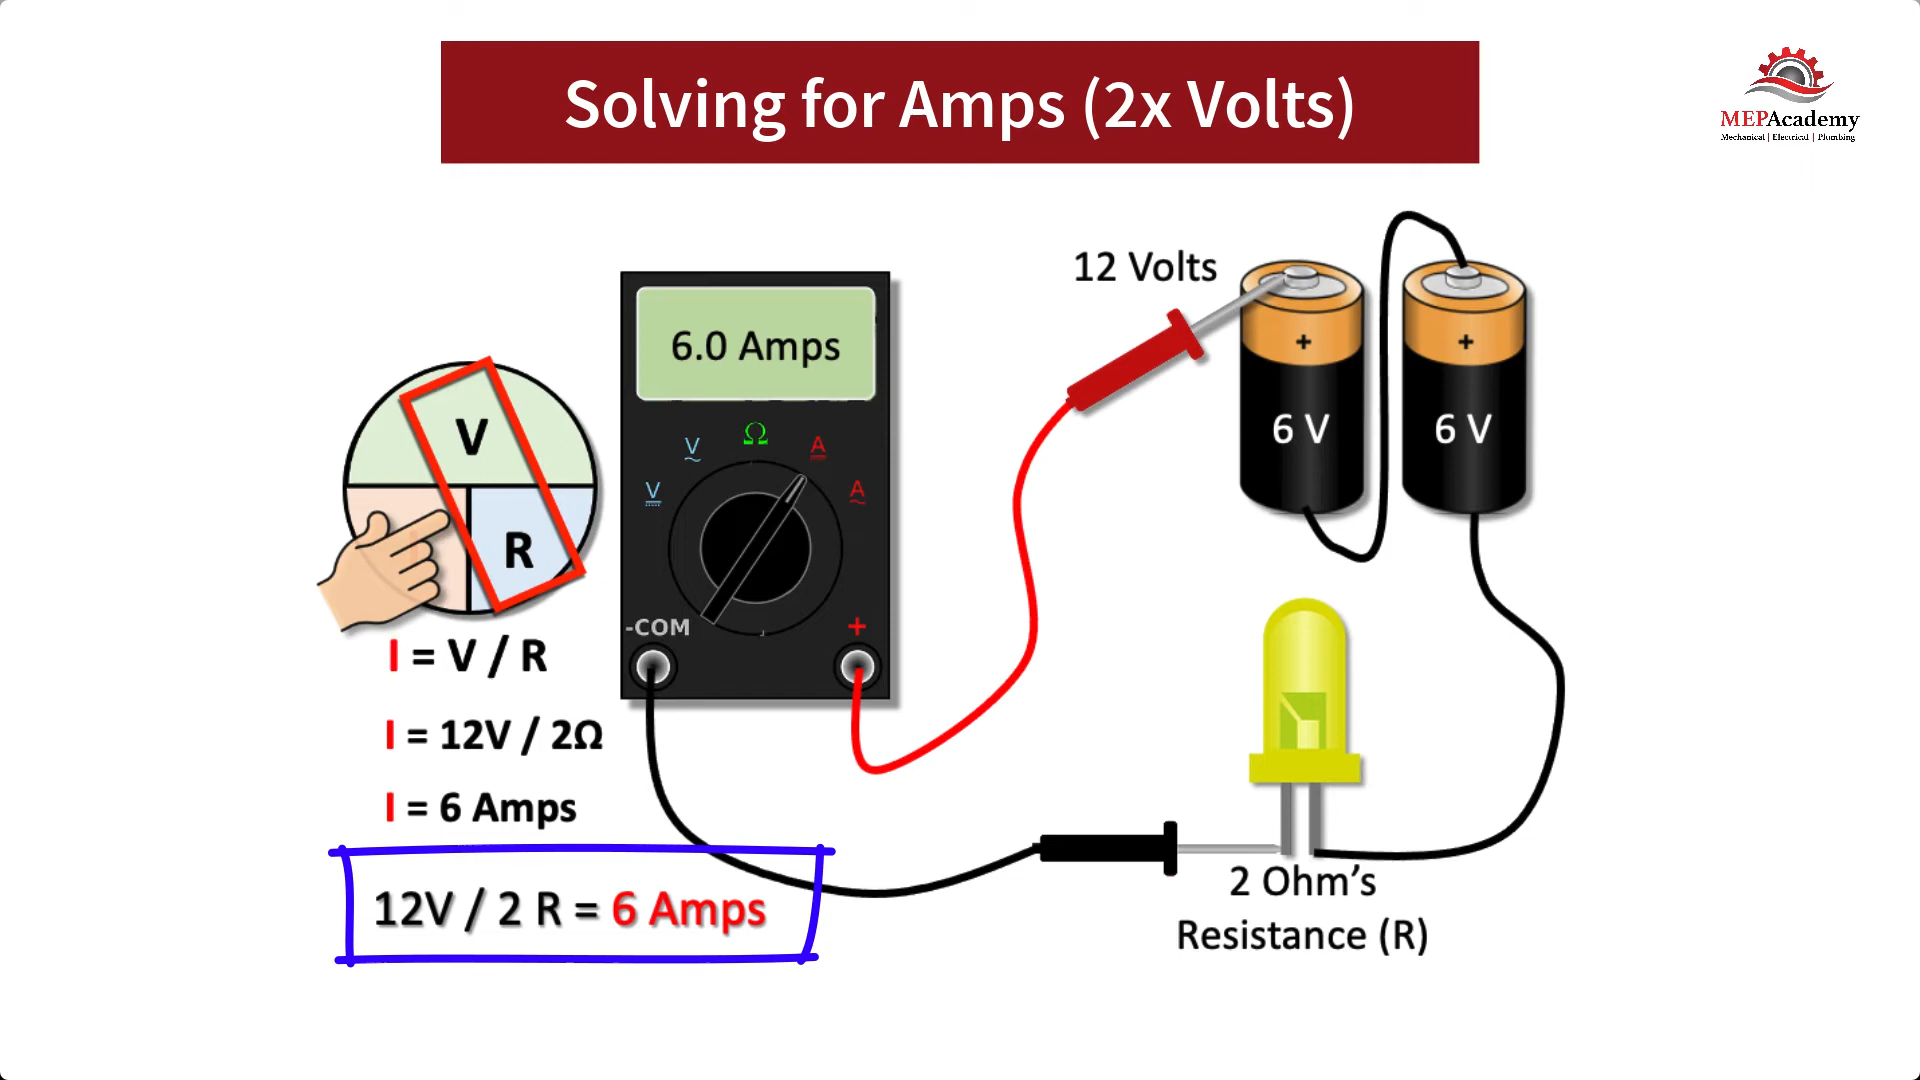 Solving for Amps (2x Volts)
MEPAcademy
Mechanical | Electrical | Plumbing
12 Volts
6.0 Amps
+
+
6 V
6 V
V
R
Ω
V
A
V
A
-COM
+
I = V / R
I = 12V / 2Ω
I = 6 Amps
12V / 2 R = 6 Amps
2 Ohm’s
Resistance (R)